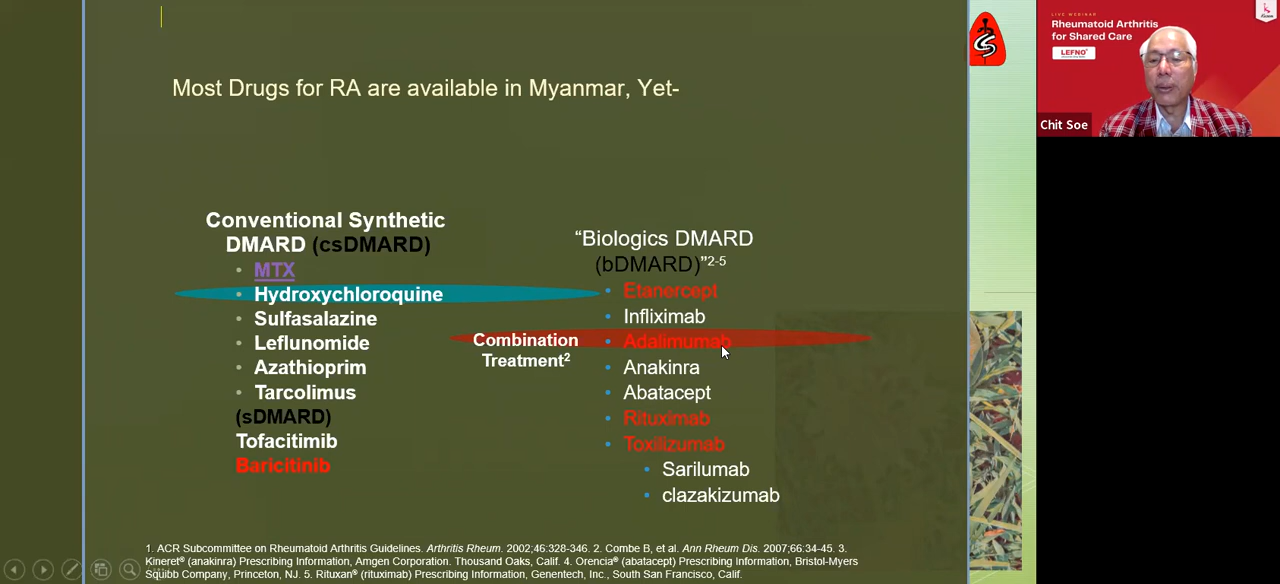 Most Drugs for RA are available in Myanmar, Yet-
Conventional Synthetic
DMARD (csDMARD)
• MTX
• Hydroxychloroquine
• Sulfasalazine
• Leflunomide
• Azathioprim
• Tarcolimus
(sDMARD)
Tofacitimib
Baricitinib
Combination
Treatment²
“Biologics DMARD
(bDMARD)”²⁻⁵
• Etanercept
• Infliximab
• Adalimumab
• Anakinra
• Abatacept
• Rituximab
• Toxilizumab
• Sarilumab
• clazakizumab
1. ACR Subcommittee on Rheumatoid Arthritis Guidelines. Arthritis Rheum. 2002;46:328-346. 2. Combe B, et al. Ann Rheum Dis. 2007;66:34-45. 3.
Kineret® (anakinra) Prescribing Information, Amgen Corporation. Thousand Oaks, Calif. 4. Orencia® (abatacept) Prescribing Information, Bristol-Myers
Squibb Company, Princeton, NJ. 5. Rituxan® (rituximab) Prescribing Information, Genentech, Inc., South San Francisco, Calif.
LIVE WEBINAR
Rheumatoid Arthritis
for Shared Care
LEFNO®
Chit Soe